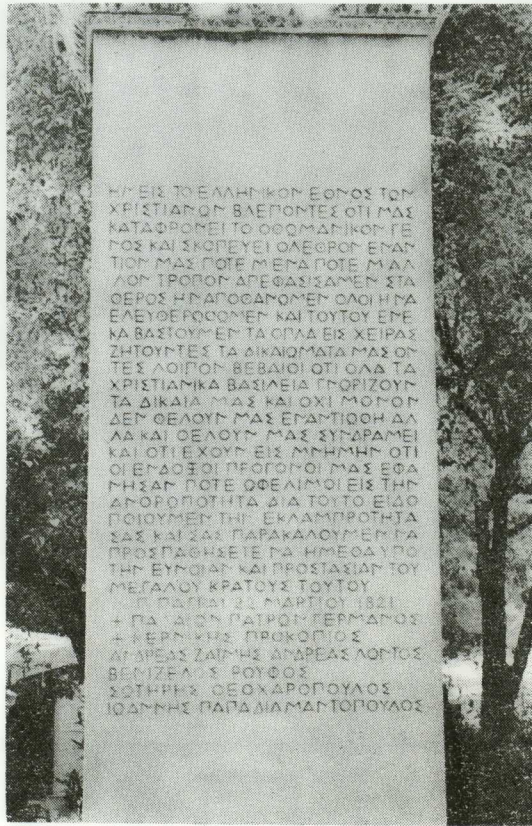 ΗΜΕΙΣ ΤΟ ΕΛΛΗΝΙΚΟΝ ΕΘΝΟΣ ΤΩΝ
ΧΡΙΣΤΙΑΝΩΝ ΒΛΕΠΟΝΤΕΣ ΟΤΙ ΜΑΣ
ΚΑΤΑΦΡΟΝΕΙ ΤΟ ΟΘΩΜΑΝΙΚΟΝ ΓΕ
ΝΟΣ ΚΑΙ ΣΚΟΠΕΥΕΙ ΟΛΕΘΡΟΝ ΕΝΑΝ
ΤΙΟΝ ΜΑΣ ΠΟΤΕ Μ ΕΝΑ ΠΟΤΕ Μ ΑΛ
ΛΟΝ ΤΡΟΠΟΝ ΑΠΕΦΑΣΙΣΑΜΕΝ ΣΤΑ
ΘΕΡΩΣ Η ΝΑΠΟΘΑΝΩΜΕΝ ΟΛΟΙ Η ΝΑ
ΕΛΕΥΘΕΡΩΘΩΜΕΝ ΚΑΙ ΤΟΥΤΟΥ ΕΝΕ
ΚΑ ΒΑΣΤΟΥΜΕΝ ΤΑ ΟΠΛΑ ΕΙΣ ΧΕΙΡΑΣ
ΖΗΤΟΥΝΤΕΣ ΤΑ ΔΙΚΑΙΩΜΑΤΑ ΜΑΣ ΟΝ
ΤΕΣ ΛΟΙΠΟΝ ΒΕΒΑΙΟΙ ΟΤΙ ΟΛΑ ΤΑ
ΧΡΙΣΤΙΑΝΙΚΑ ΒΑΣΙΛΕΙΑ ΓΝΩΡΙΖΟΥΝ
ΤΑ ΔΙΚΑΙΑ ΜΑΣ ΚΑΙ ΟΧΙ ΜΟΝΟΝ
ΔΕΝ ΘΕΛΟΥΝ ΜΑΣ ΕΝΑΝΤΙΩΘΗ ΑΛ
ΛΑ ΚΑΙ ΘΕΛΟΥΝ ΜΑΣ ΣΥΝΔΡΑΜΕΙ
ΚΑΙ ΟΤΙ ΕΧΟΥΝ ΕΙΣ ΜΝΗΜΗΝ ΟΤΙ
ΟΙ ΕΝΔΟΞΟΙ ΠΡΟΓΟΝΟΙ ΜΑΣ ΕΦΑ
ΝΗΣΑΝ ΠΟΤΕ ΩΦΕΛΙΜΟΙ ΕΙΣ ΤΗΝ
ΑΝΘΡΩΠΟΤΗΤΑ ΔΙΑ ΤΟΥΤΟ ΕΙΔΟ
ΠΟΙΟΥΜΕΝ ΤΗΝ ΕΚΛΑΜΠΡΟΤΗΤΑ
ΣΑΣ ΚΑΙ ΣΑΣ ΠΑΡΑΚΑΛΟΥΜΕΝ ΝΑ
ΠΡΟΣΠΑΘΗΣΕΤΕ ΝΑ ΗΜΕΘΑ ΥΠΟ
ΤΗΝ ΕΥΝΟΙΑΝ ΚΑΙ ΠΡΟΣΤΑΣΙΑΝ ΤΟΥ
ΜΕΓΑΛΟΥ ΚΡΑΤΟΥΣ ΤΟΥΤΟΥ
ΠΑΤΡΑΙ 22 ΜΑΡΤΙΟΥ 1821
+ ΠΑΛΑΙΩΝ ΠΑΤΡΩΝ ΓΕΡΜΑΝΟΣ
+ ΚΕΡΝΙΚΗΣ ΠΡΟΚΟΠΙΟΣ
ΑΝΔΡΕΑΣ ΖΑΙΜΗΣ ΑΝΔΡΕΑΣ ΛΟΝΤΟΣ
ΒΕΝΙΖΕΛΟΣ ΡΟΥΦΟΣ
ΣΩΤΗΡΗΣ ΘΕΟΧΑΡΟΠΟΥΛΟΣ
ΙΩΑΝΝΗΣ ΠΑΠΑΔΙΑΜΑΝΤΟΠΟΥΛΟΣ